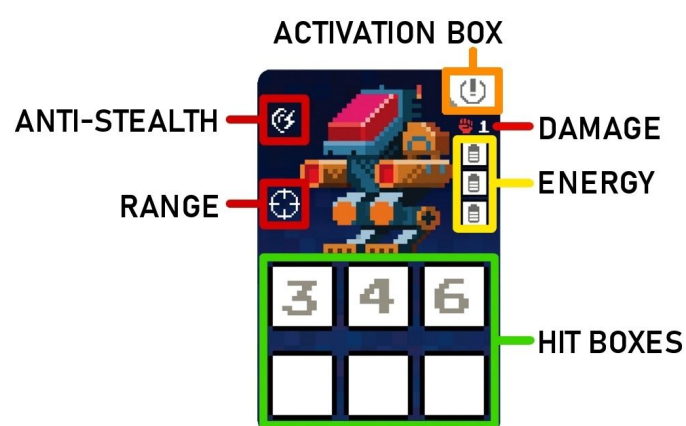 ACTIVATION BOX
ANTI-STEALTH
1
DAMAGE
ENERGY
RANGE
3 4 6
HIT BOXES